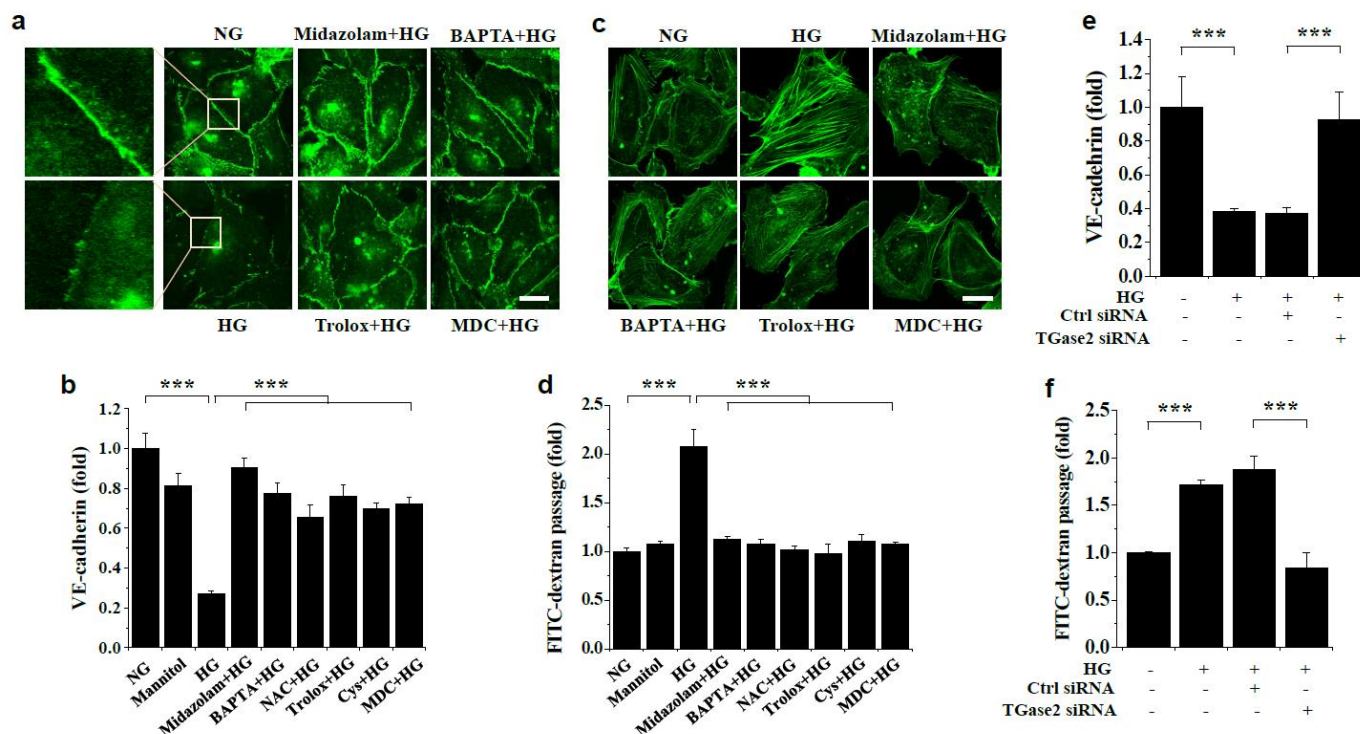 a
NG Midazolam+HG BAPTA+HG
HG Trolox+HG MDC+HG
b
*** ***
VE-cadherin (fold)
1.2
1.0
0.8
0.6
0.4
0.2
0.0
NG Mannitol HG Midazolam+HG BAPTA+HG NAC+HG Trolox+HG Cys+HG MDC+HG
c
NG HG Midazolam+HG
BAPTA+HG Trolox+HG MDC+HG
d
*** ***
FITC-dextran passage (fold)
2.5
2.0
1.5
1.0
0.5
0.0
NG Mannitol HG Midazolam+HG BAPTA+HG NAC+HG Trolox+HG Cys+HG MDC+HG
e
*** ***
VE-cadehrin (fold)
1.4
1.2
1.0
0.8
0.6
0.4
0.2
0.0
HG - + + +
Ctrl siRNA - - + -
TGase2 siRNA - - - +
f
*** ***
FITC-dextran passage (fold)
2.5
2.0
1.5
1.0
0.5
0.0
HG - + + +
Ctrl siRNA - - + -
TGase2 siRNA - - - +